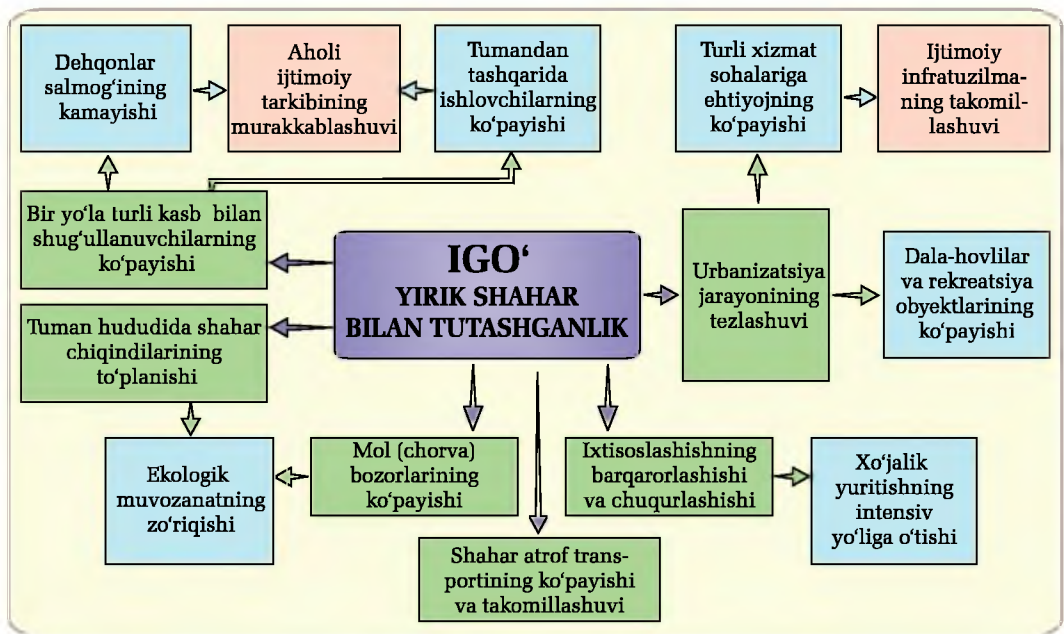 Dehqonlar
salmog‘ining
kamayishi
Aholi
ijtimoiy
tarkibining
murakkablashuvi
Tumandan
tashqarida
ishlovchilarning
ko‘payishi
Turli xizmat
sohalariga
ehtiyojning
ko‘payishi
Ijtimoiy
infratuzilma-
ning takomil-
lashuvi
Bir yo‘la turli kasb bilan
shug‘ullanuvchilarning
ko‘payishi
IGO‘
YIRIK SHAHAR
BILAN TUTASHGANLIK
Urbanizatsiya
jarayonining
tezlashuvi
Dala-hovlilar
va rekreatsiya
obyektlarining
ko‘payishi
Tuman hududida shahar
chiqindilarining
to‘planishi
Ekologik
muvozanatning
zo‘riqishi
Mol (chorva)
bozorlarining
ko‘payishi
Ixtisoslashishning
barqarorlashishi
va chuqurlashishi
Xo‘jalik
yuritishning
intensiv
yo‘liga o‘tishi
Shahar atrof trans-
portining ko‘payishi
va takomillashuvi